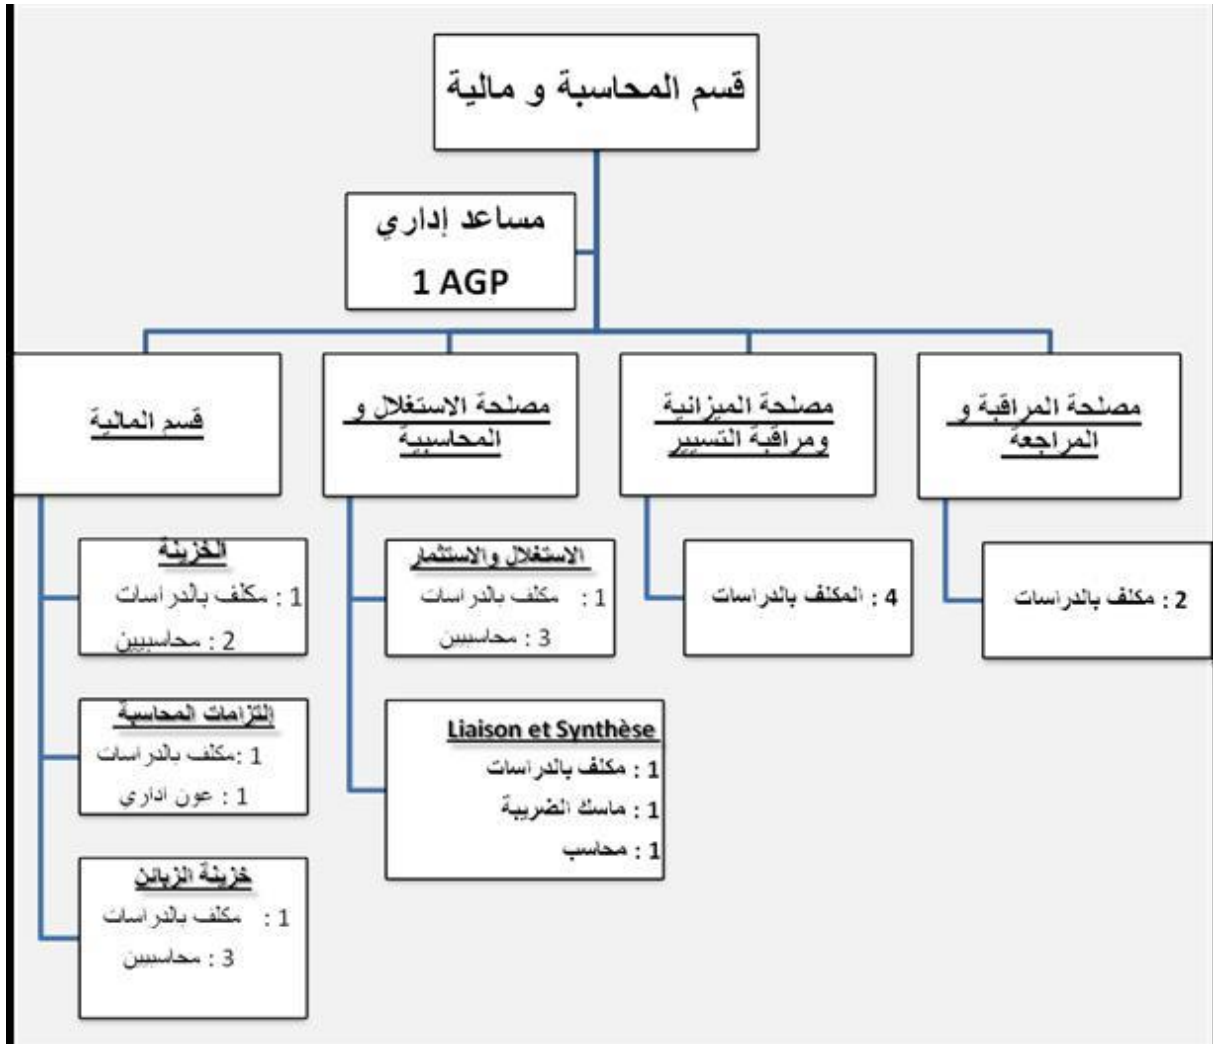 قسم المحاسبة و مالية
مساعد إداري
1 AGP
مصلحة المراقبة و
المراجعة
مصلحة الميزانية
ومراقبة التسيير
مصلحة الاستغلال و
المحاسبية
قسم المالية
2 : مكلف بالدراسات
4 : المكلف بالدراسات
الاستغلال والاستثمار
1 : مكلف بالدراسات
3 : محاسبيين
Liaison et Synthèse
1 : مكلف بالدراسات
1 : ماسك الضريبة
1 : محاسب
الخزينة
1 : مكلف بالدراسات
2 : محاسبيين
إلتزامات المحاسبة
1 :مكلف بالدراسات
1 : عون اداري
خزينة الزبائن
1 : مكلف بالدراسات
3 : محاسبيين